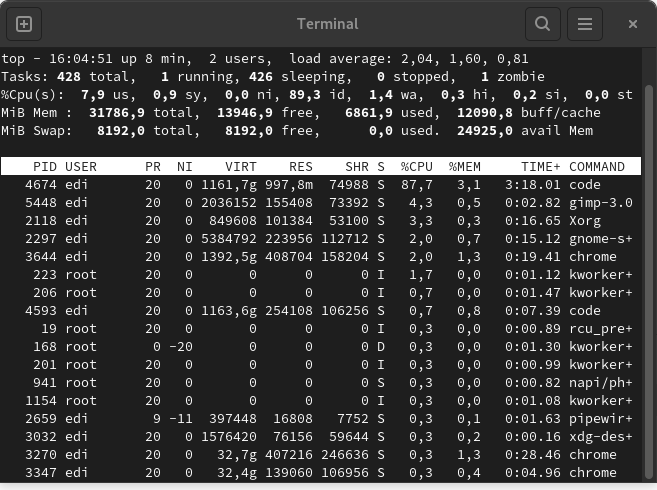 Terminal
top - 16:04:51 up 8 min,  2 users,  load average: 2,04, 1,60, 0,81
Tasks: 428 total,   1 running, 426 sleeping,   0 stopped,   1 zombie
%Cpu(s):  7,9 us,  0,9 sy,  0,0 ni, 89,3 id,  1,4 wa,  0,3 hi,  0,2 si,  0,0 st
MiB Mem :  31786,9 total,  13946,9 free,   6861,9 used,  12090,8 buff/cache
MiB Swap:   8192,0 total,   8192,0 free,      0,0 used.  24925,0 avail Mem
PID USER      PR  NI    VIRT    RES    SHR S  %CPU  %MEM     TIME+ COMMAND
4674 edi       20   0 1161,7g 997,8m  74988 S  87,7   3,1   3:18.01 code
5448 edi       20   0 2036152 155408  73392 S   4,3   0,5   0:02.82 gimp-3.0
2118 edi       20   0  849608 101384  53100 S   3,3   0,3   0:16.65 Xorg
2297 edi       20   0 5384792 223956 112712 S   2,0   0,7   0:15.12 gnome-s+
3644 edi       20   0 1392,5g 408704 158204 S   2,0   1,3   0:19.41 chrome
223 root      20   0       0      0      0 I   1,7   0,0   0:01.12 kworker+
206 root      20   0       0      0      0 I   0,7   0,0   0:01.47 kworker+
4593 edi       20   0 1163,6g 254108 106256 S   0,7   0,8   0:07.39 code
19 root      20   0       0      0      0 I   0,3   0,0   0:00.89 rcu_pre+
168 root       0 -20       0      0      0 D   0,3   0,0   0:01.30 kworker+
201 root      20   0       0      0      0 I   0,3   0,0   0:00.99 kworker+
941 root      20   0       0      0      0 S   0,3   0,0   0:00.82 napi/ph+
1154 root      20   0       0      0      0 I   0,3   0,0   0:01.08 kworker+
2659 edi        9 -11  397448  16808   7752 S   0,3   0,1   0:01.63 pipewir+
3032 edi       20   0 1576420  76156  59644 S   0,3   0,2   0:00.16 xdg-des+
3270 edi       20   0   32,7g 407216 246636 S   0,3   1,3   0:28.46 chrome
3347 edi       20   0   32,4g 139060 106956 S   0,3   0,4   0:04.96 chrome